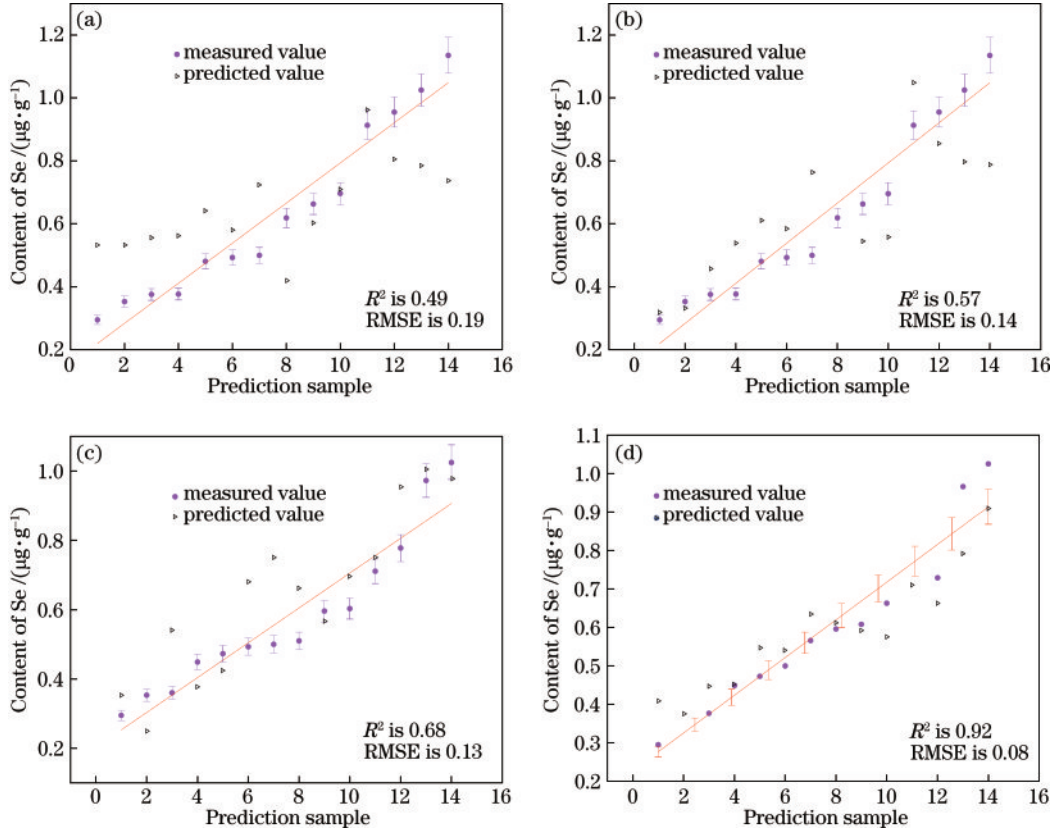 (a)
measured value
predicted value
1.2
1.0
0.8
0.6
0.4
0.2
Content of Se /(μg·g⁻¹)
R² is 0.49
RMSE is 0.19
0 2 4 6 8 10 12 14 16
Prediction sample
(b)
measured value
predicted value
1.2
1.0
0.8
0.6
0.4
0.2
Content of Se /(μg·g⁻¹)
R² is 0.57
RMSE is 0.14
0 2 4 6 8 10 12 14 16
Prediction sample
(c)
measured value
predicted value
1.0
0.8
0.6
0.4
0.2
Content of Se /(μg·g⁻¹)
R² is 0.68
RMSE is 0.13
0 2 4 6 8 10 12 14 16
Prediction sample
(d)
measured value
predicted value
1.1
1.0
0.9
0.8
0.7
0.6
0.5
0.4
0.3
0.2
Content of Se /(μg·g⁻¹)
R² is 0.92
RMSE is 0.08
0 2 4 6 8 10 12 14 16
Prediction sample